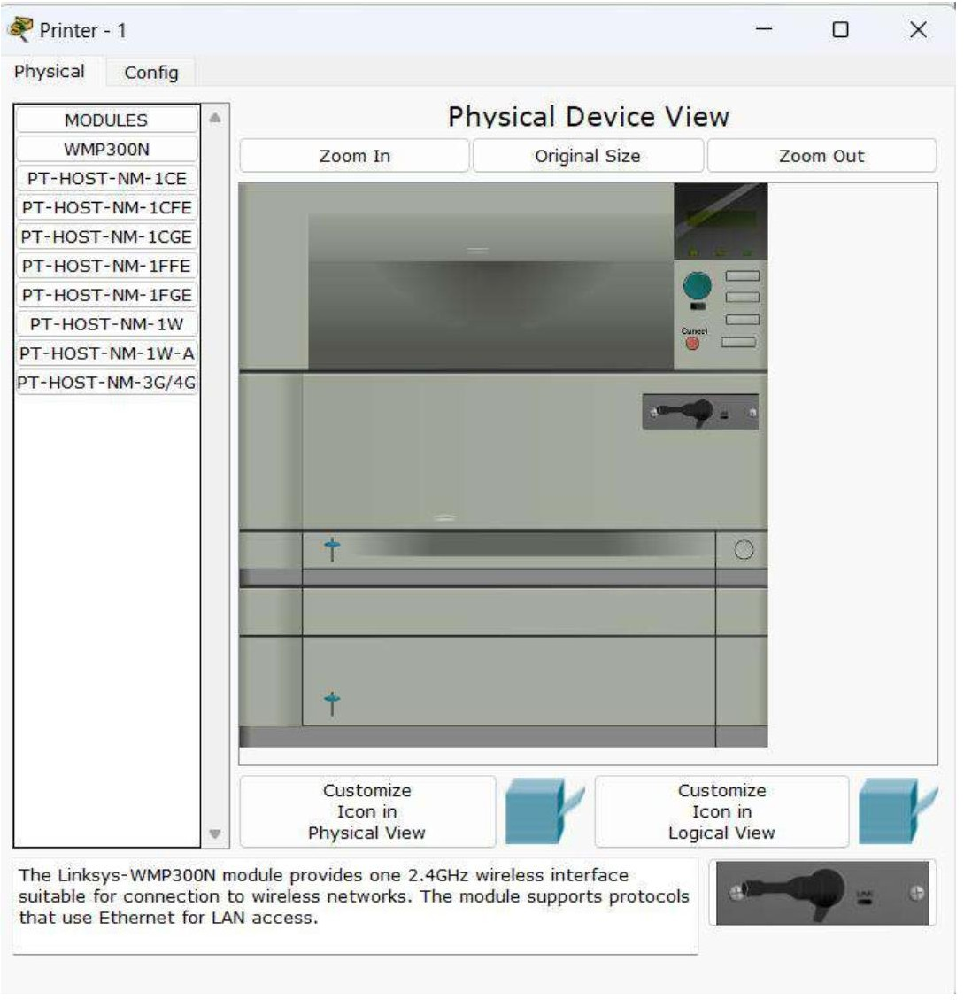 Printer - 1
Physical
Config
MODULES
WMP300N
PT-HOST-NM-1CE
PT-HOST-NM-1CFE
PT-HOST-NM-1CGE
PT-HOST-NM-1FFE
PT-HOST-NM-1FGE
PT-HOST-NM-1W
PT-HOST-NM-1W-A
PT-HOST-NM-3G/4G
Physical Device View
Zoom In
Original Size
Zoom Out
Cancel
Customize
Icon in
Physical View
Customize
Icon in
Logical View
The Linksys-WMP300N module provides one 2.4GHz wireless interface
suitable for connection to wireless networks. The module supports protocols
that use Ethernet for LAN access.
LINK